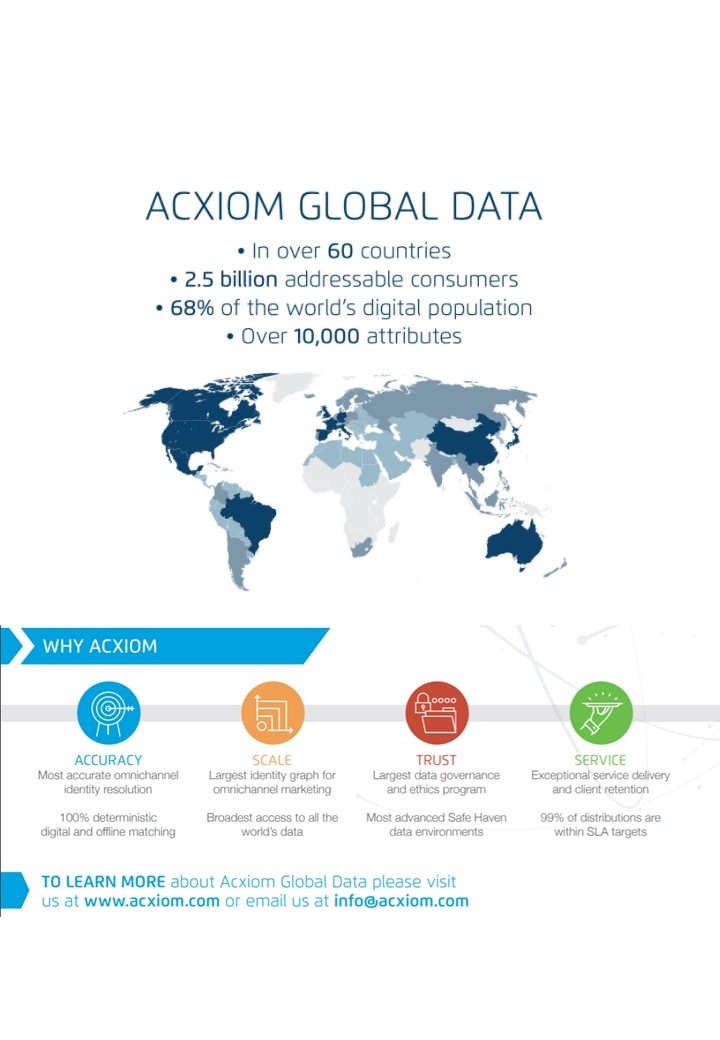 ACXIOM GLOBAL DATA
• In over 60 countries
• 2.5 billion addressable consumers
• 68% of the world's digital population
• Over 10,000 attributes
WHY ACXIOM
ACCURACY
Most accurate omnichannel
identity resolution
100% deterministic
digital and offline matching
SCALE
Largest identity graph for
omnichannel marketing
Broadest access to all the
world's data
TRUST
Largest data governance
and ethics program
Most advanced Safe Haven
data environments
SERVICE
Exceptional service delivery
and client retention
99% of distributions are
within SLA targets
TO LEARN MORE about Acxiom Global Data please visit
us at www.acxiom.com or email us at info@acxiom.com